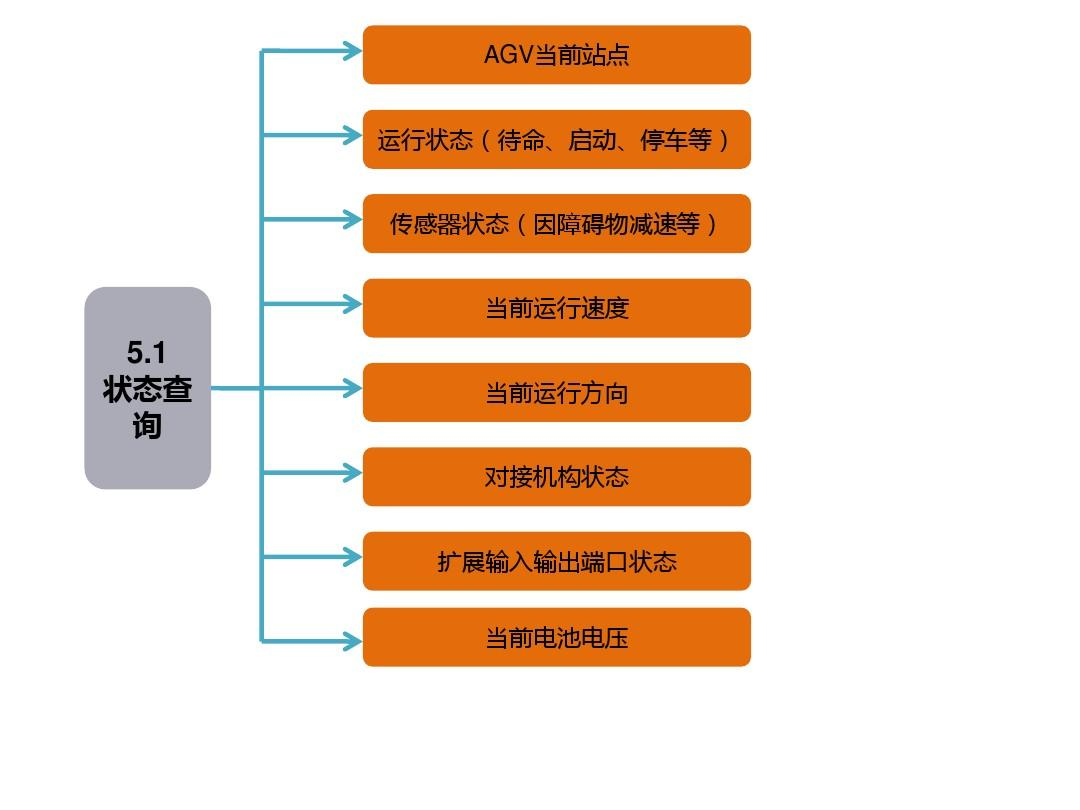 AGV当前站点
运行状态（待命、启动、停车等）
传感器状态（因障碍物减速等）
当前运行速度
5.1
状态查
询
当前运行方向
对接机构状态
扩展输入输出端口状态
当前电池电压